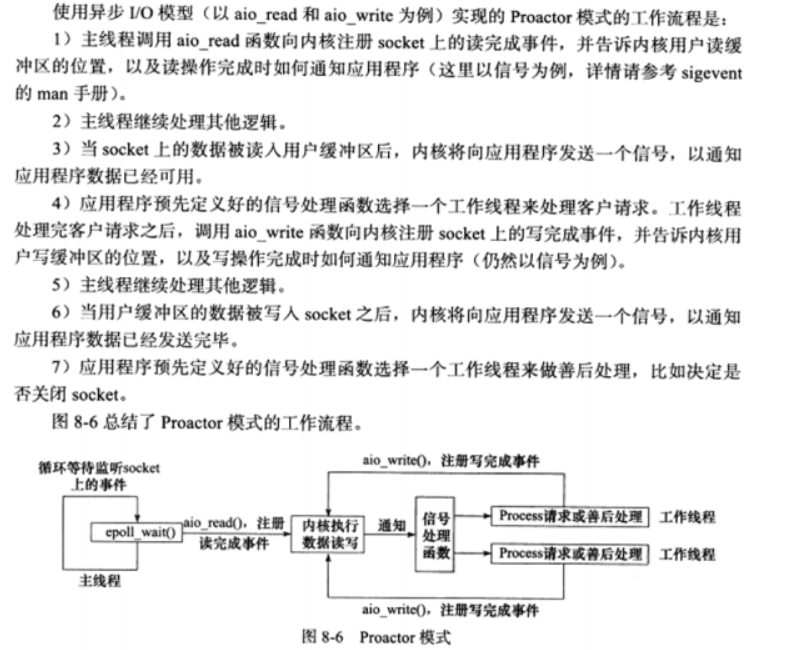 使用异步 I/O 模型（以 aio_read 和 aio_write 为例）实现的 Proactor 模式的工作流程是：
1）主线程调用 aio_read 函数向内核注册 socket 上的读完成事件，并告诉内核用户读缓
冲区的位置，以及读操作完成时如何通知应用程序（这里以信号为例，详情请参考 sigevent
的 man 手册）。
2）主线程继续处理其他逻辑。
3）当 socket 上的数据被读入用户缓冲区后，内核将向应用程序发送一个信号，以通知
应用程序数据已经可用。
4）应用程序预先定义好的信号处理函数选择一个工作线程来处理客户请求。工作线程
处理完客户请求之后，调用 aio_write 函数向内核注册 socket 上的写完成事件，并告诉内核用
户写缓冲区的位置，以及写操作完成时如何通知应用程序（仍然以信号为例）。
5）主线程继续处理其他逻辑。
6）当用户缓冲区的数据被写入 socket 之后，内核将向应用程序发送一个信号，以通知
应用程序数据已经发送完毕。
7）应用程序预先定义好的信号处理函数选择一个工作线程来做善后处理，比如决定是
否关闭 socket。
图 8-6 总结了 Proactor 模式的工作流程。
循环等待监听socket
上的事件
epoll_wait()
主线程
aio_read()，注册
读完成事件
内核执行
数据读写
通知
信号
处理
函数
aio_write()，注册写完成事件
Process请求或善后处理
工作线程
Process请求或善后处理
工作线程
aio_write()，注册写完成事件
图 8-6 Proactor 模式